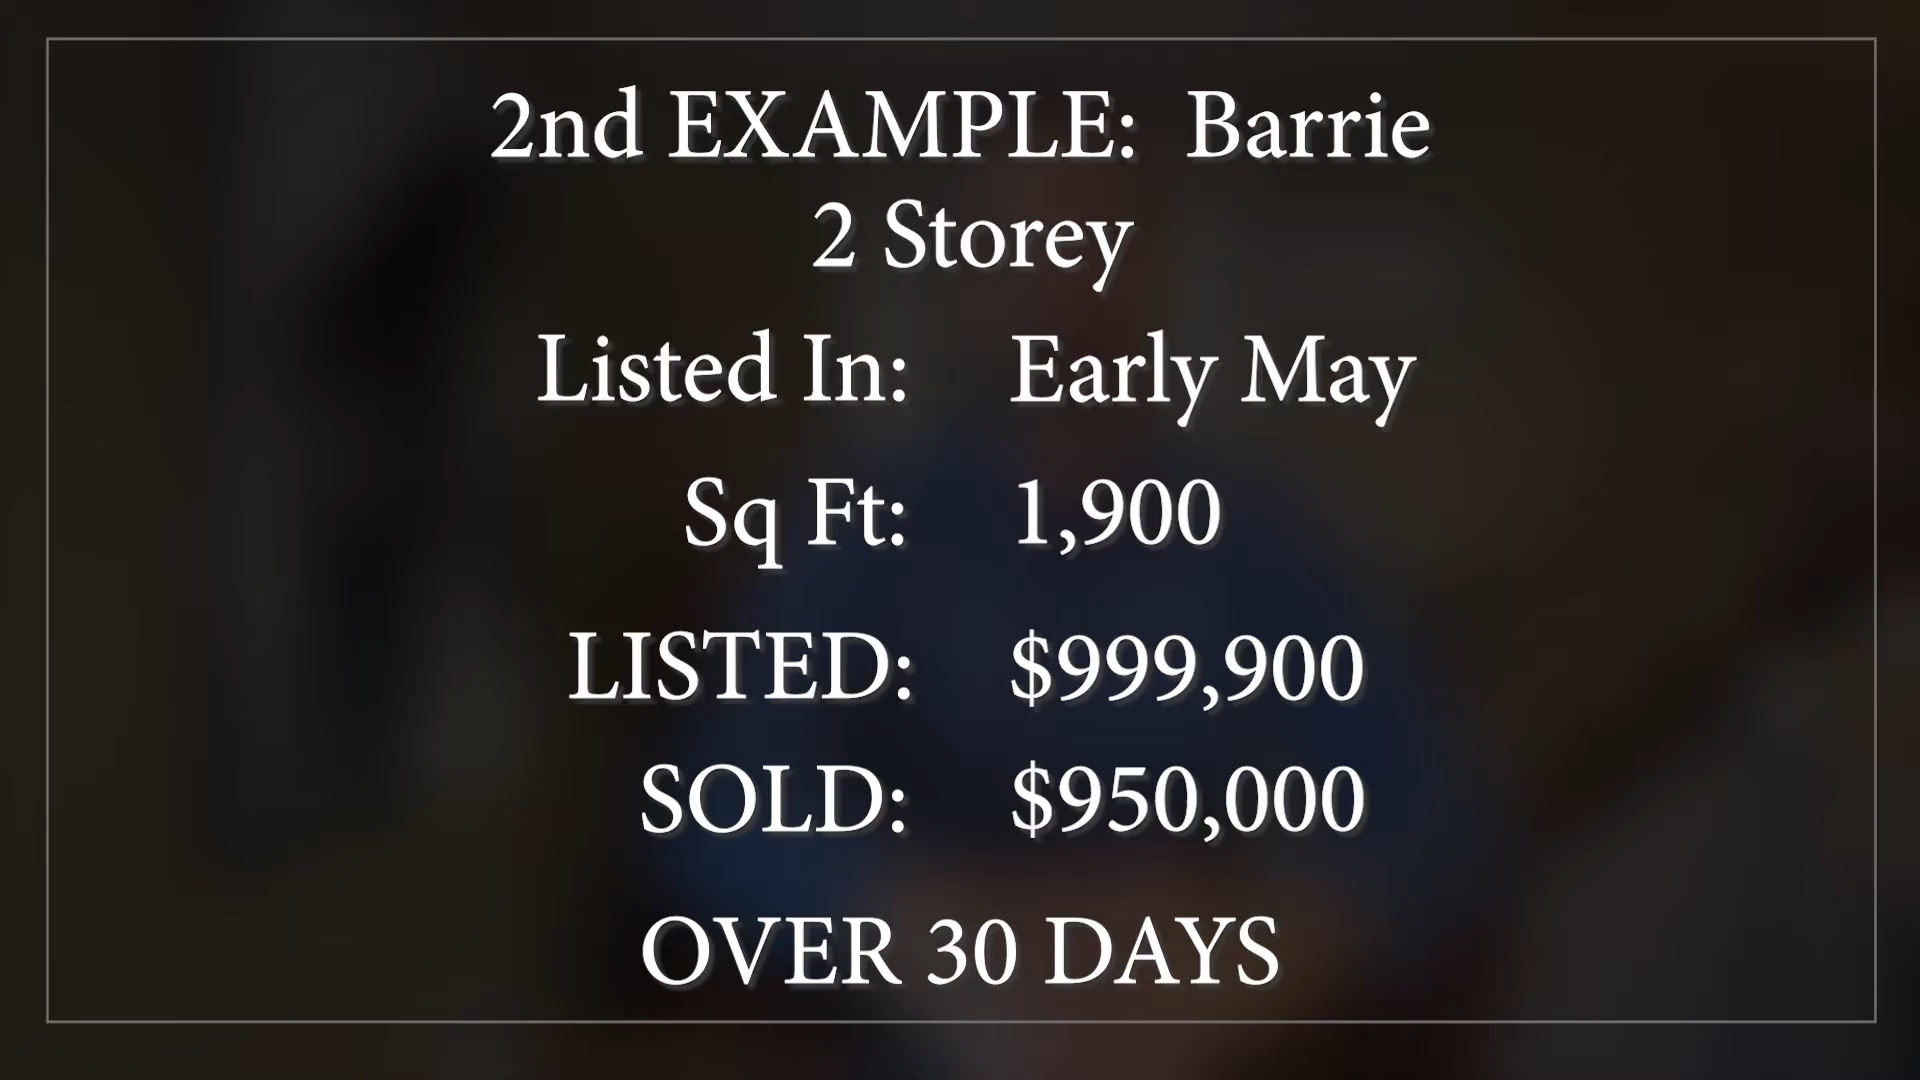 2nd EXAMPLE: Barrie
2 Storey
Listed In: Early May
Sq Ft: 1,900
LISTED: $999,900
SOLD: $950,000
OVER 30 DAYS